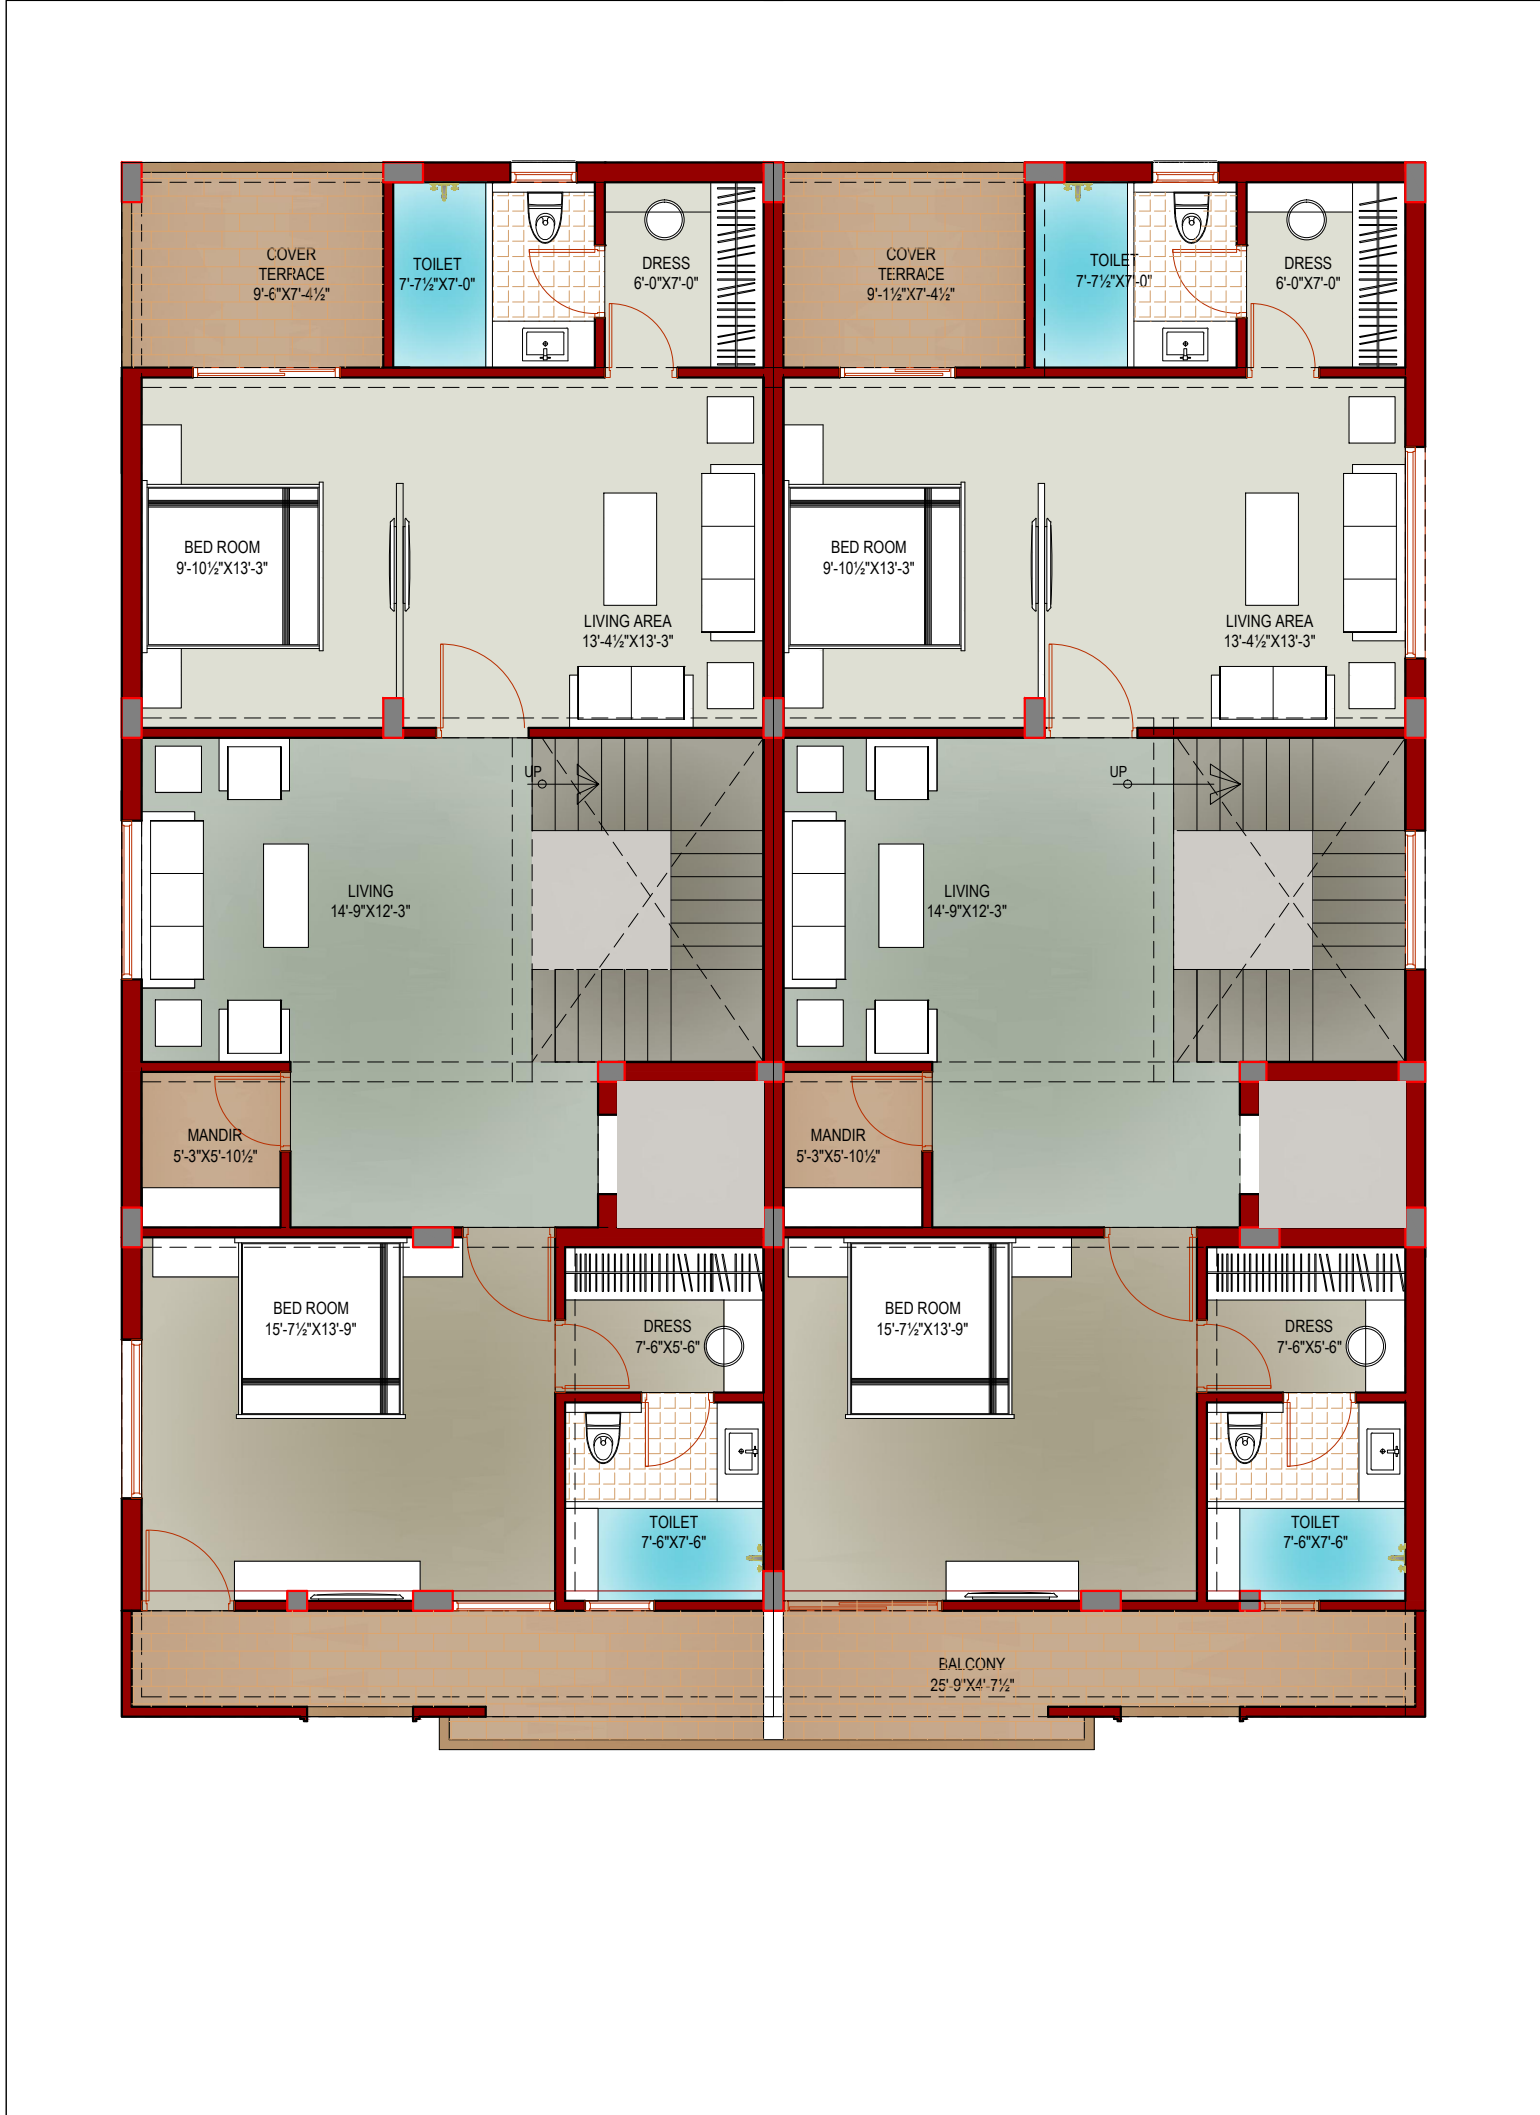 COVER
TERRACE
9'-6"X7'-4½"
TOILET
7'-7½"X7'-0"
DRESS
6'-0"X7'-0"
COVER
TERRACE
9'-1½"X7'-4½"
TOILET
7'-7½"X7'-0"
DRESS
6'-0"X7'-0"
BED ROOM
9'-10½"X13'-3"
LIVING AREA
13'-4½"X13'-3"
BED ROOM
9'-10½"X13'-3"
LIVING AREA
13'-4½"X13'-3"
UP
UP
LIVING
14'-9"X12'-3"
LIVING
14'-9"X12'-3"
MANDIR
5'-3"X5'-10½"
MANDIR
5'-3"X5'-10½"
BED ROOM
15'-7½"X13'-9"
DRESS
7'-6"X5'-6"
BED ROOM
15'-7½"X13'-9"
DRESS
7'-6"X5'-6"
TOILET
7'-6"X7'-6"
TOILET
7'-6"X7'-6"
BALCONY
25'-9"X4'-7½"